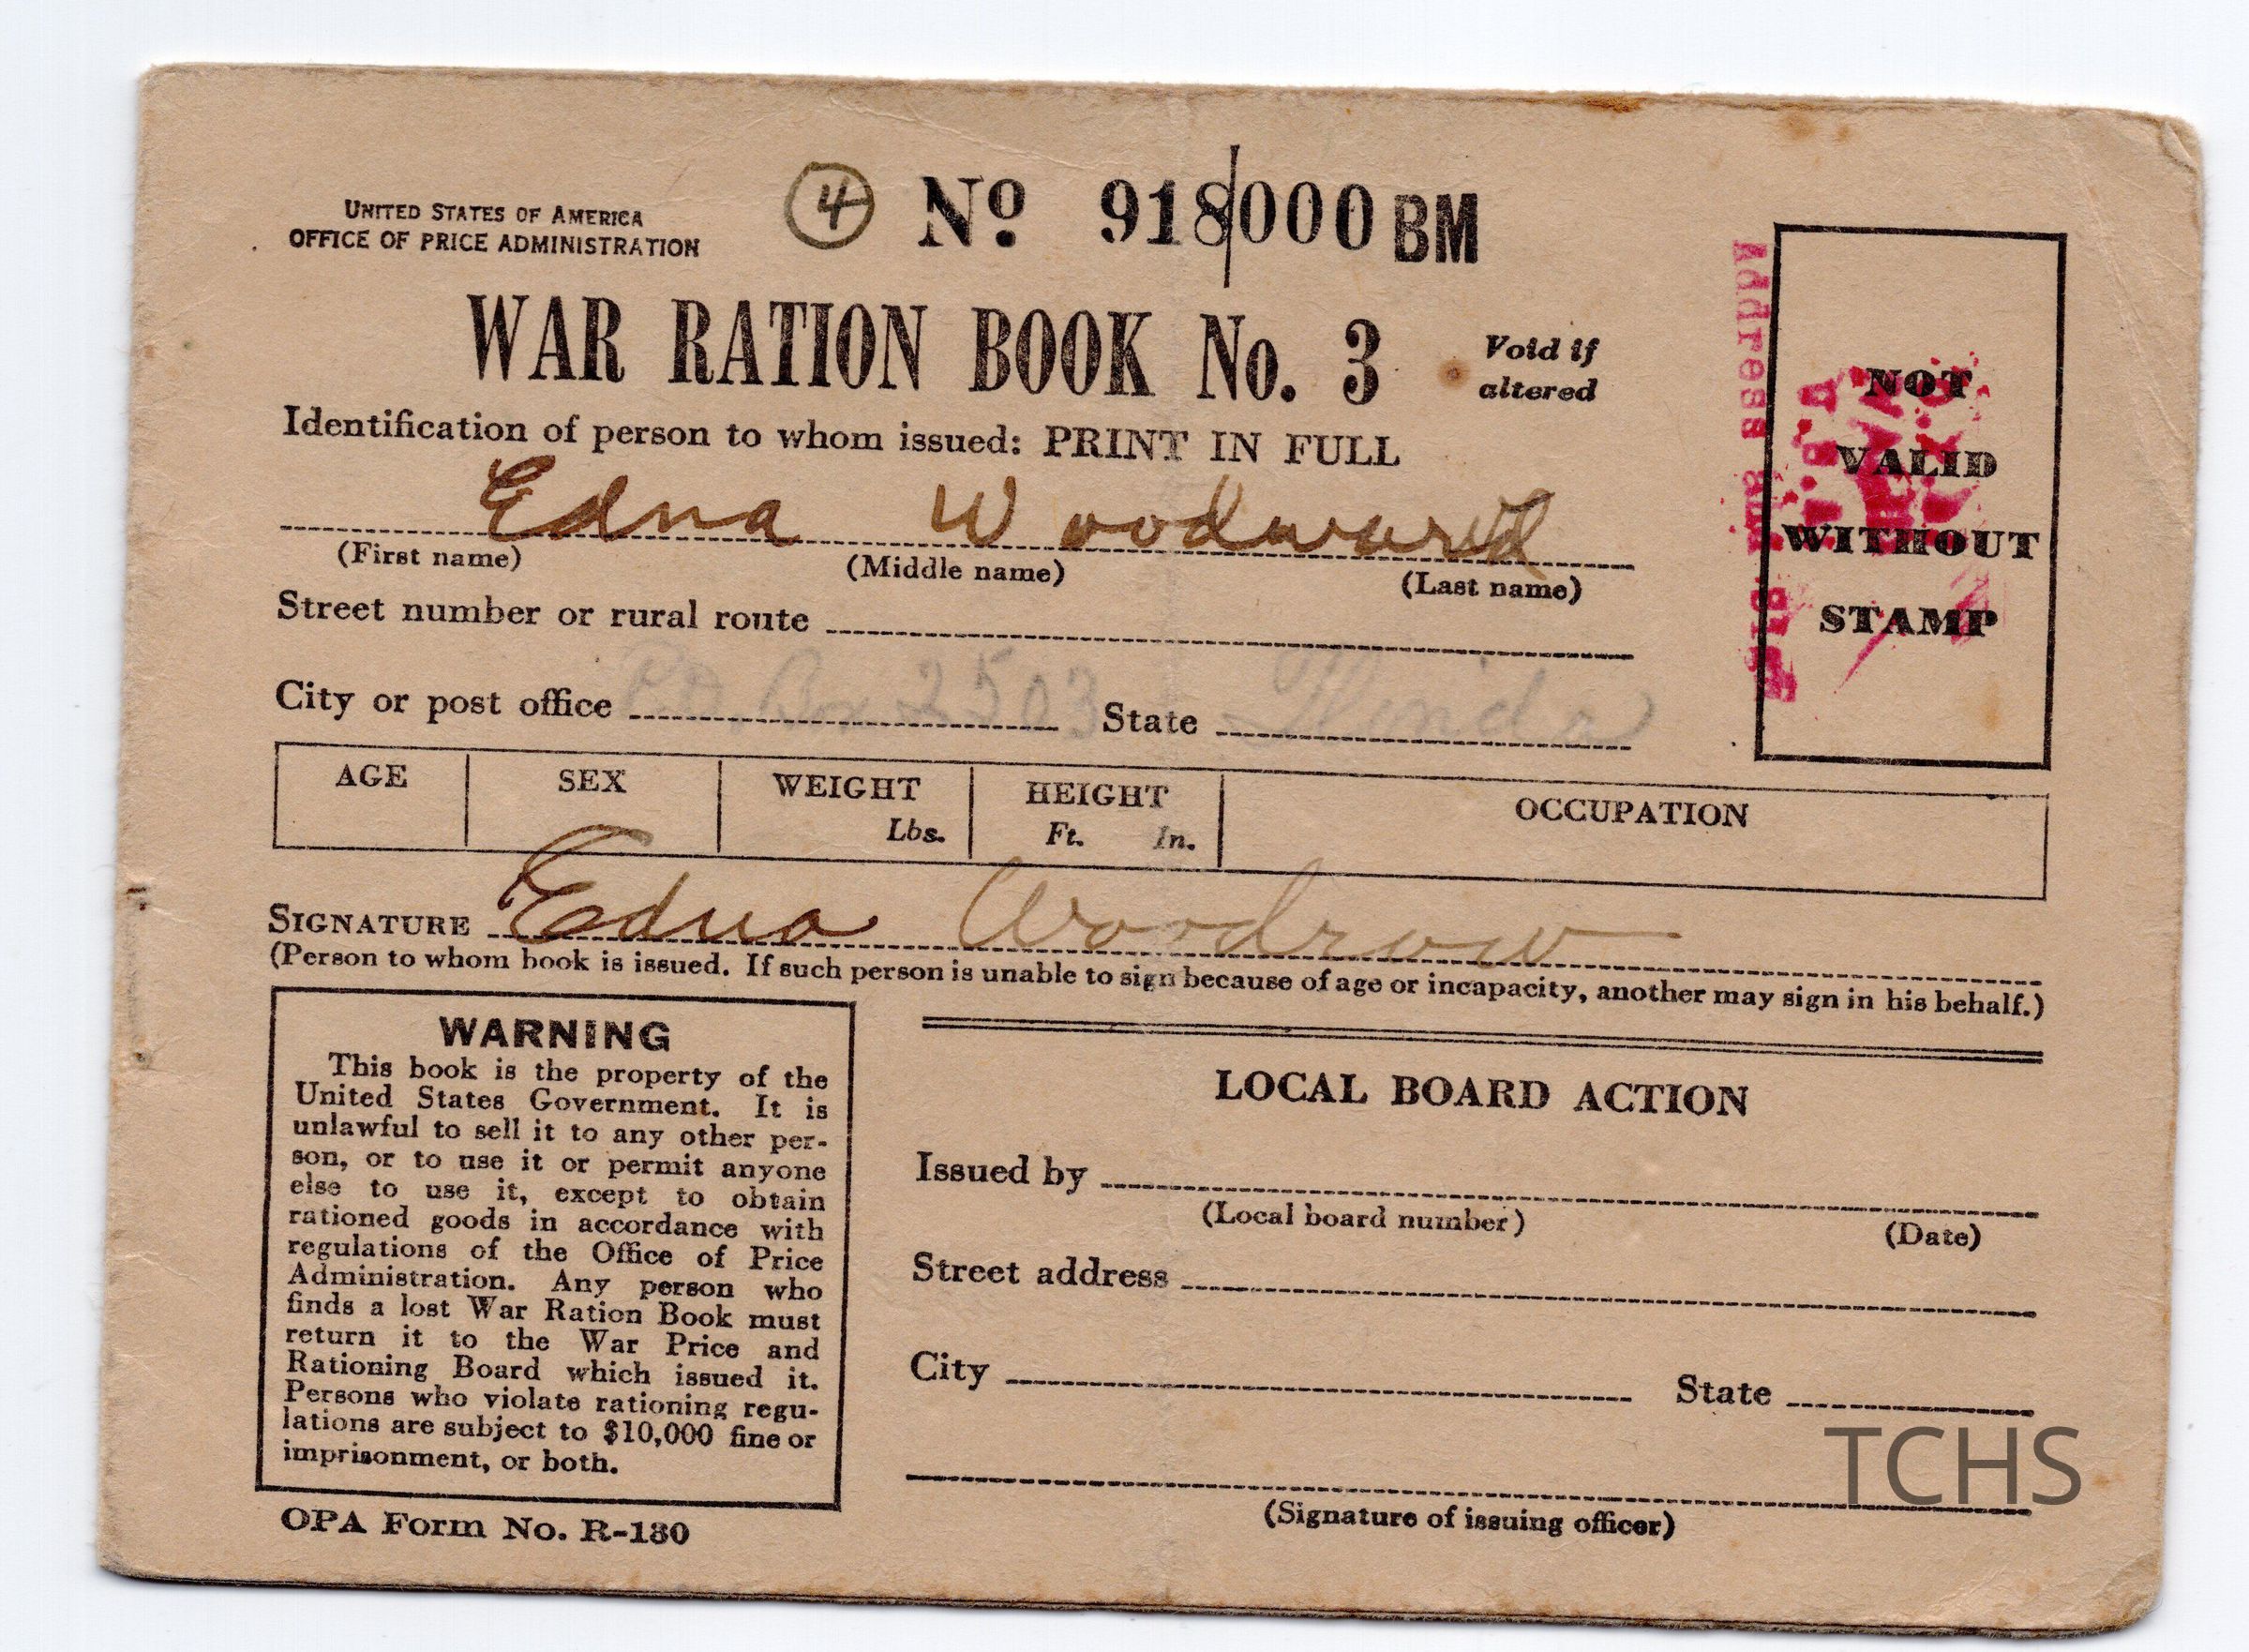 UNITED STATES OF AMERICA
OFFICE OF PRICE ADMINISTRATION
4 No 918000 BM
WAR RATION BOOK No. 3
Void if
altered
Identification of person to whom issued: PRINT IN FULL
Edna Woodward
(First name) (Middle name) (Last name)
Street number or rural route
PO Box 2503 Florida
City or post office State
AGE SEX WEIGHT HEIGHT OCCUPATION
Lbs. Ft. In.
SIGNATURE Edna Woodrow
(Person to whom book is issued. If such person is unable to sign because of age or incapacity, another may sign in his behalf.)
Address
NOT
VALID
WITHOUT
STAMP
WARNING
This book is the property of the
United States Government. It is
unlawful to sell it to any other per-
son, or to use it or permit anyone
else to use it, except to obtain
rationed goods in accordance with
regulations of the Office of Price
Administration. Any person who
finds a lost War Ration Book must
return it to the War Price and
Rationing Board which issued it.
Persons who violate rationing regu-
lations are subject to $10,000 fine or
imprisonment, or both.
OPA Form No. R-130
LOCAL BOARD ACTION
Issued by
(Local board number) (Date)
Street address
City State
(Signature of issuing officer)
TCHS